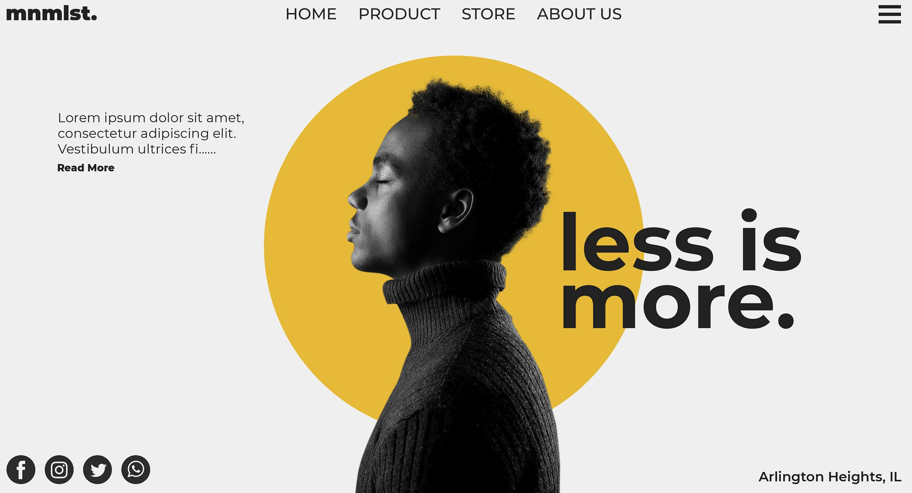 mnmlst.
HOME PRODUCT STORE ABOUT US
Lorem ipsum dolor sit amet,
consectetur adipiscing elit.
Vestibulum ultrices fi......
Read More
less is
more.
Arlington Heights, IL